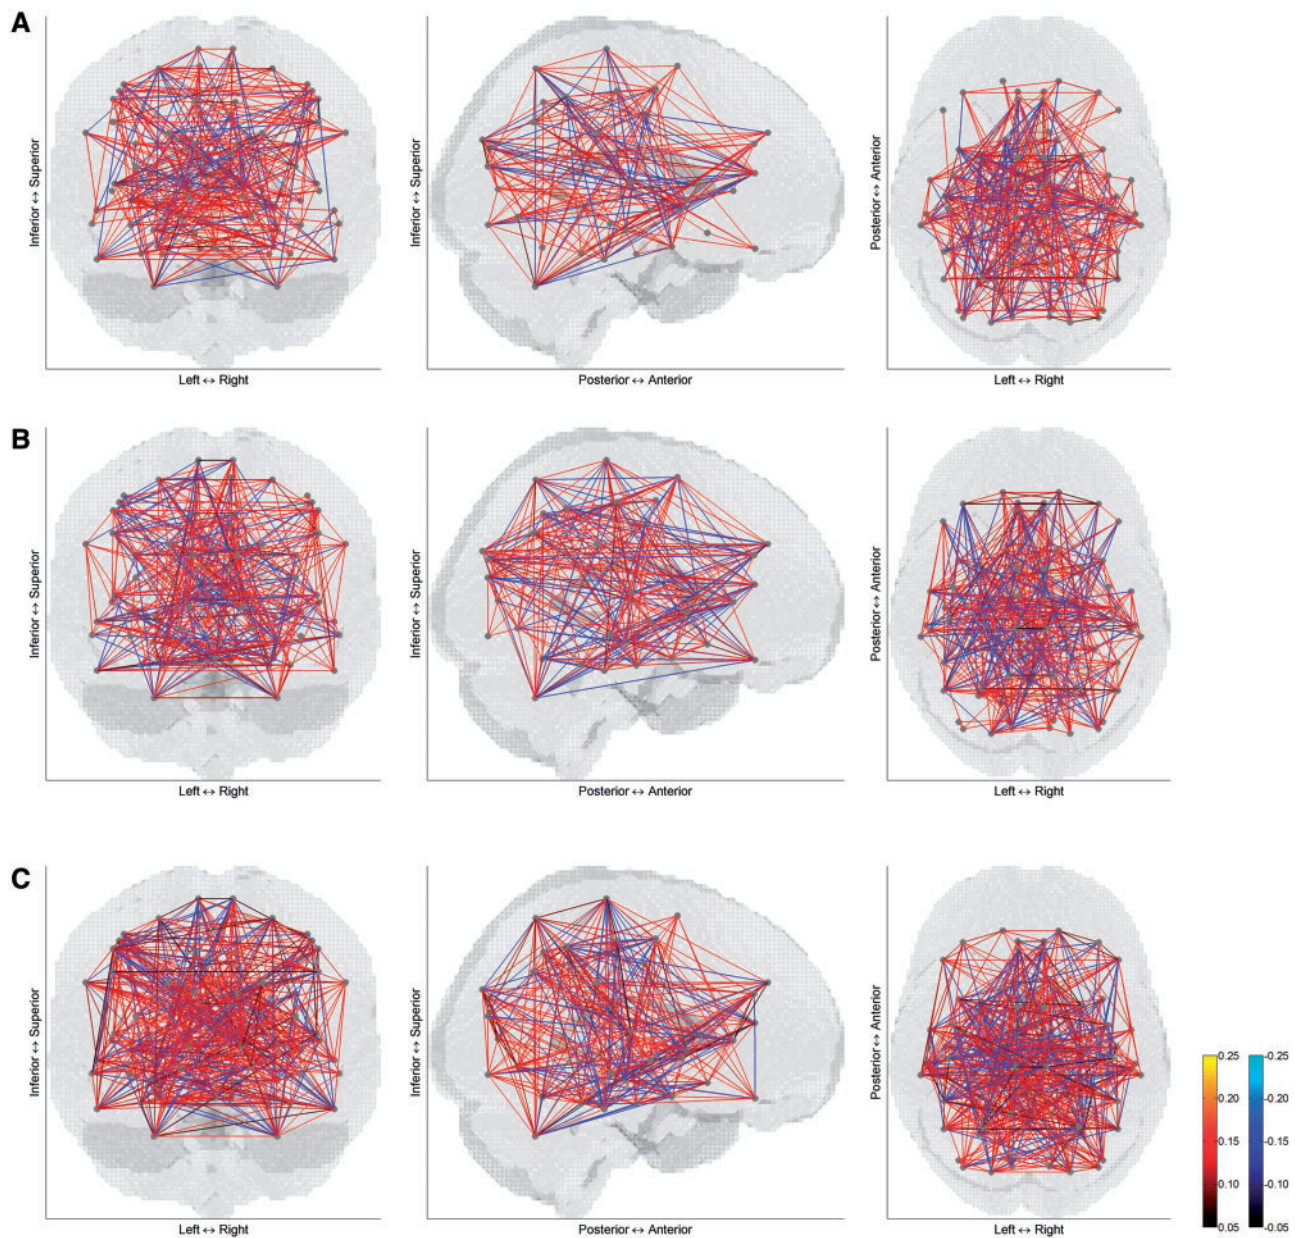 A
Inferior ↔ Superior
Left ↔ Right
Inferior ↔ Superior
Posterior ↔ Anterior
Posterior ↔ Anterior
Left ↔ Right
B
Inferior ↔ Superior
Left ↔ Right
Inferior ↔ Superior
Posterior ↔ Anterior
Posterior ↔ Anterior
Left ↔ Right
C
Inferior ↔ Superior
Left ↔ Right
Inferior ↔ Superior
Posterior ↔ Anterior
Posterior ↔ Anterior
Left ↔ Right
0.25 -0.25
0.20 -0.20
0.15 -0.15
0.10 -0.10
0.05 -0.05